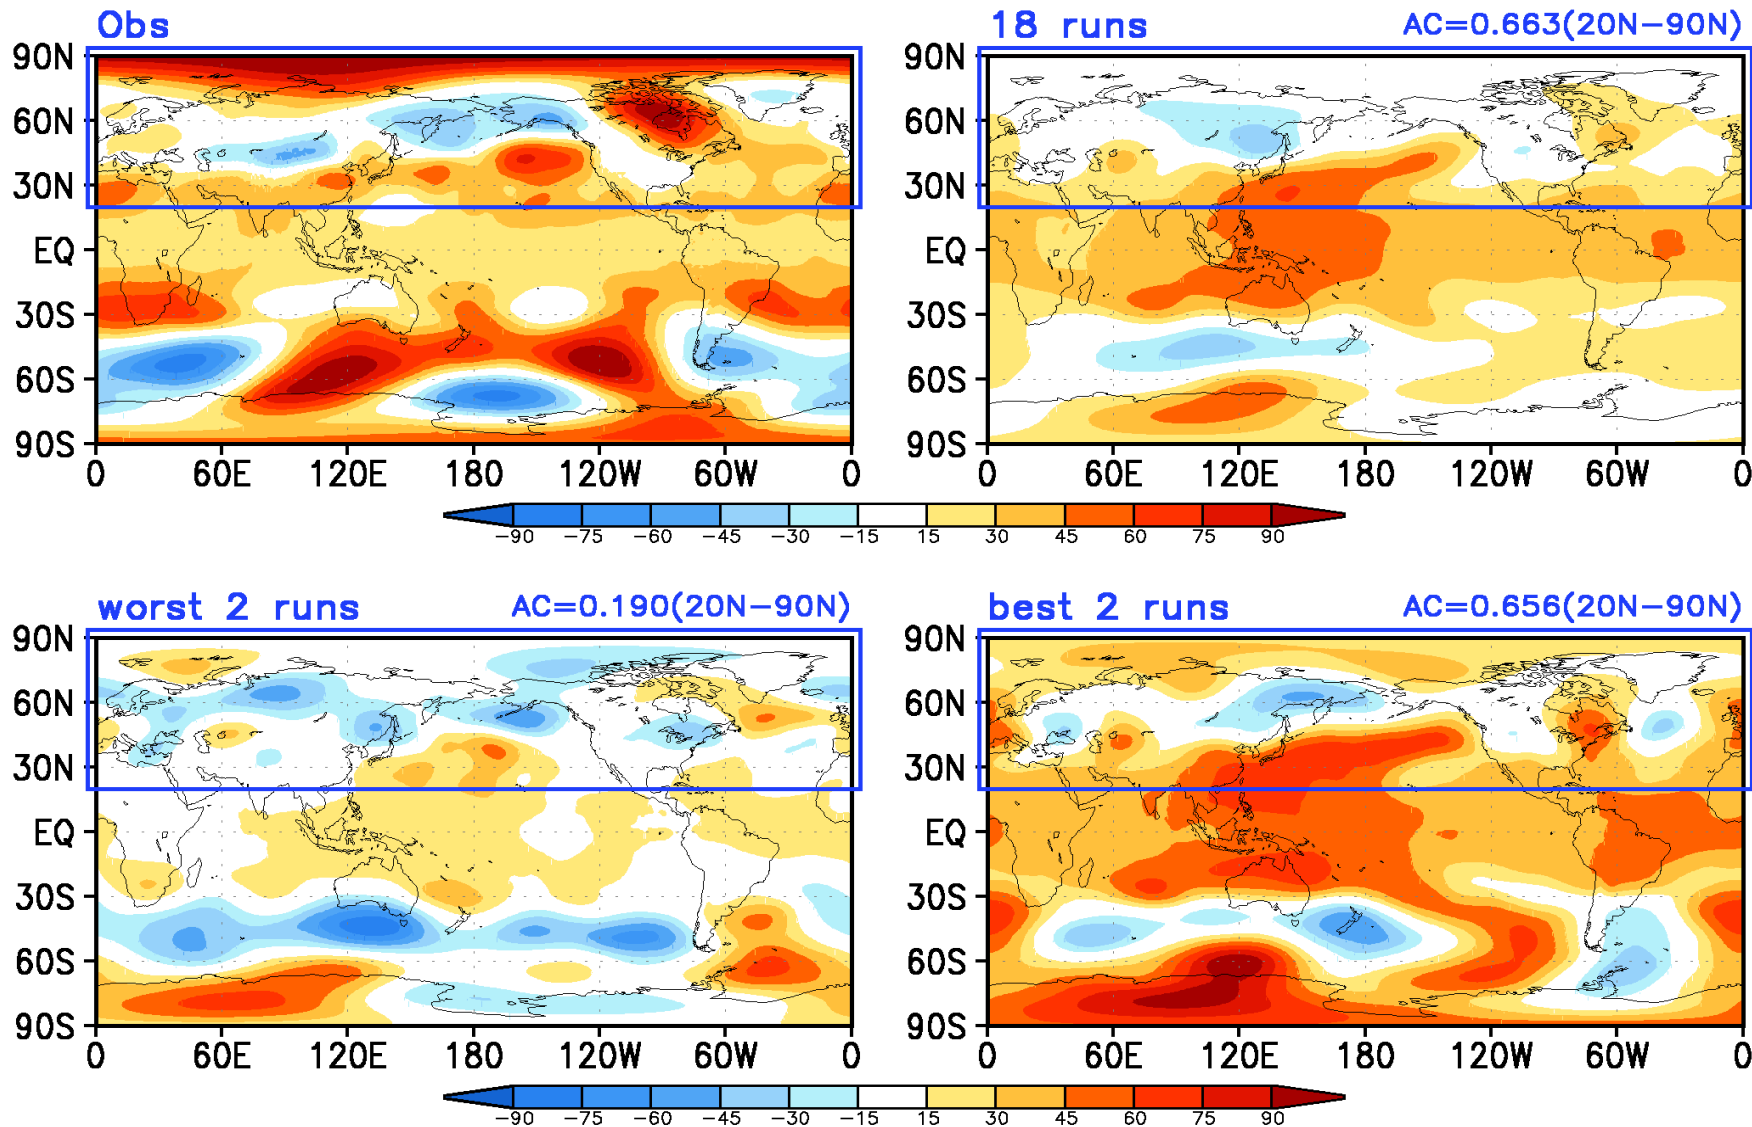 Obs
18 runs AC=0.663(20N-90N)
90N
60N
30N
EQ
30S
60S
90S
0 60E 120E 180 120W 60W 0
90N
60N
30N
EQ
30S
60S
90S
0 60E 120E 180 120W 60W 0
-90 -75 -60 -45 -30 -15 15 30 45 60 75 90
worst 2 runs AC=0.190(20N-90N)
best 2 runs AC=0.656(20N-90N)
90N
60N
30N
EQ
30S
60S
90S
0 60E 120E 180 120W 60W 0
90N
60N
30N
EQ
30S
60S
90S
0 60E 120E 180 120W 60W 0
-90 -75 -60 -45 -30 -15 15 30 45 60 75 90